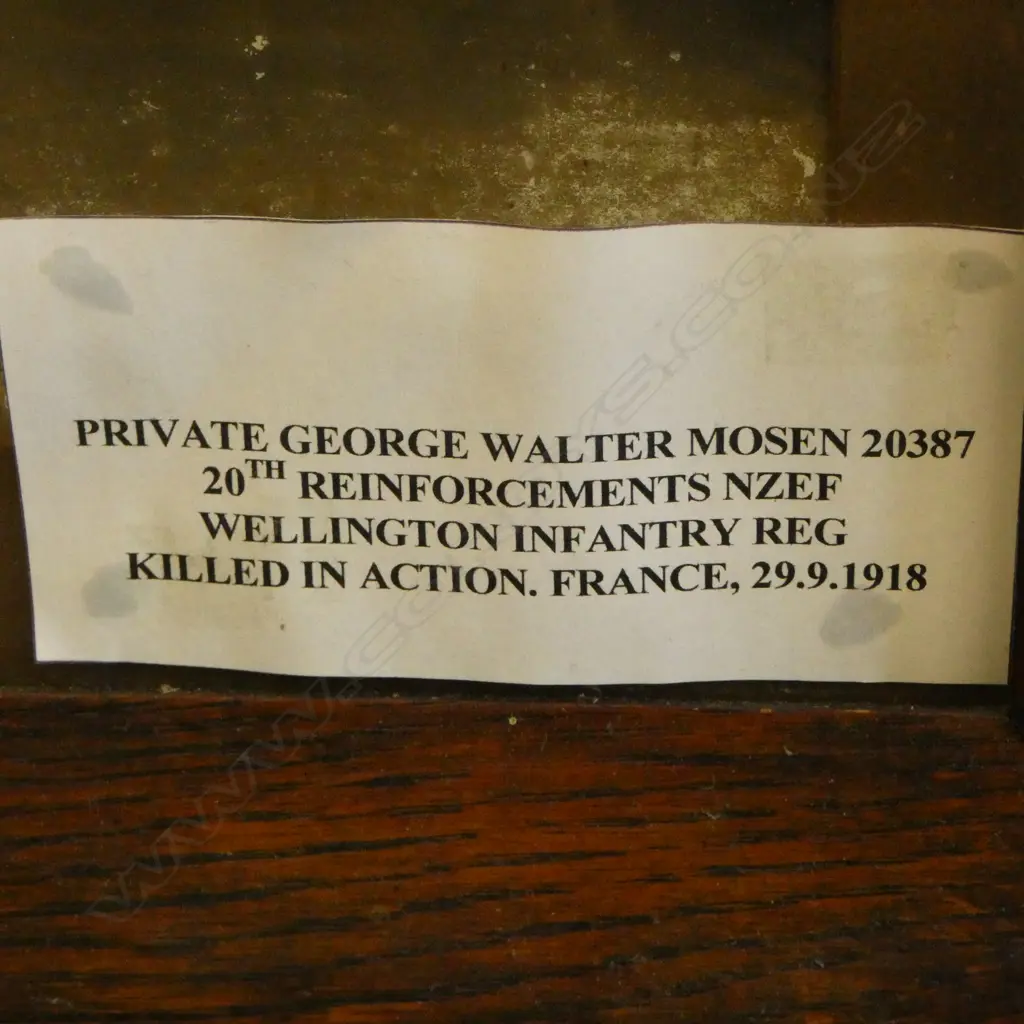 PRIVATE GEORGE WALTER MOSEN 20387
20TH REINFORCEMENTS NZEF
WELLINGTON INFANTRY REG
KILLED IN ACTION. FRANCE, 29.9.1918